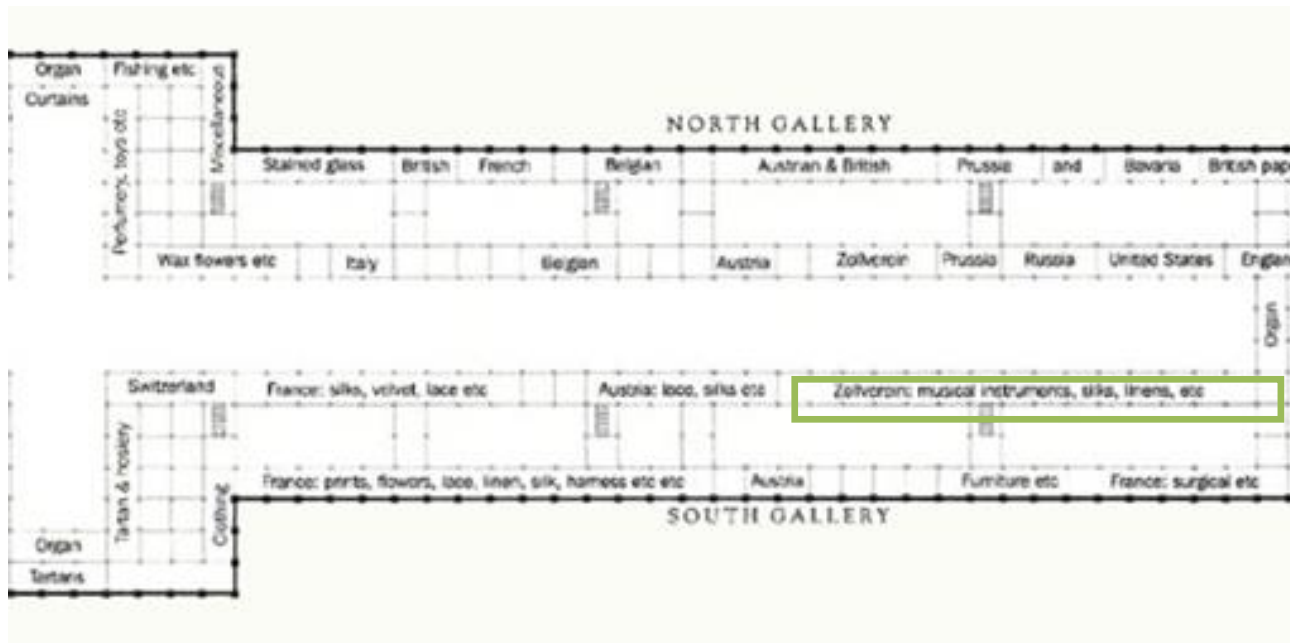 Organ
Fishing etc
Miscellaneous
Curtains
Perfumery, toys etc
NORTH GALLERY
Stained glass
British
French
Belgian
Austrian & British
Prussia
and
Bavaria
British pap
Wax flowers etc
Italy
Belgian
Austria
Zollverein
Prussia
Russia
United States
Englan
Organ
Switzerland
France: silks, velvet, lace etc
Austria: lace, silks etc
Zollverein: musical instruments, silks, linens, etc
Tartan & hosiery
Clothing
France: prints, flowers, lace, linen, silk, harness etc etc
Austria
Furniture etc
France: surgical etc
SOUTH GALLERY
Organ
Tartans